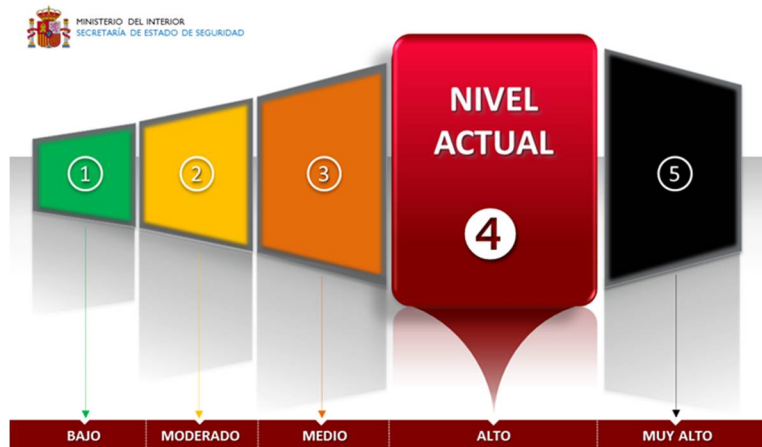 MINISTERIO DEL INTERIOR
SECRETARÍA DE ESTADO DE SEGURIDAD
NIVEL
ACTUAL
1
2
3
4
5
BAJO
MODERADO
MEDIO
ALTO
MUY ALTO